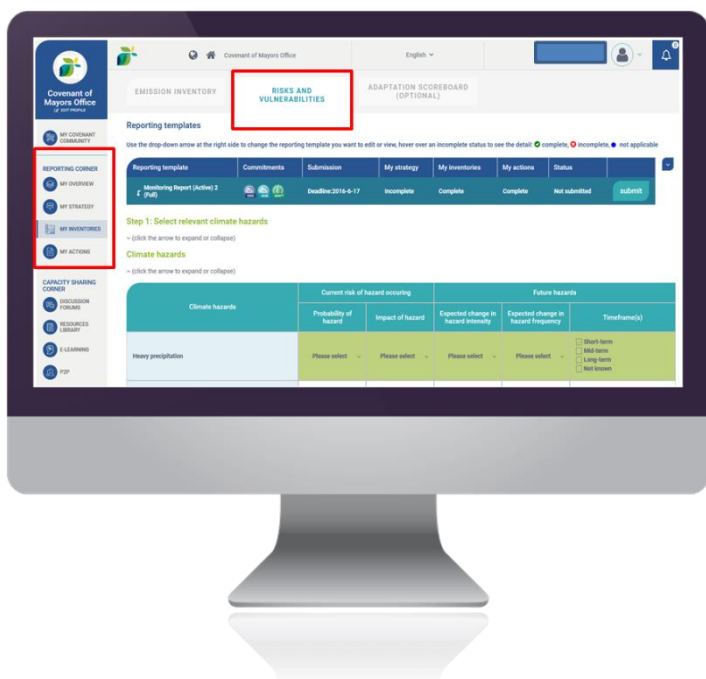 Covenant of Mayors Office
English
Covenant of
Mayors Office
EDIT PROFILE
MY COVENANT
COMMUNITY
REPORTING CORNER
MY OVERVIEW
MY STRATEGY
MY INVENTORIES
MY ACTIONS
CAPACITY SHARING
CORNER
DISCUSSION
FORUMS
RESOURCES
LIBRARY
E-LEARNING
P2P
EMISSION INVENTORY
RISKS AND
VULNERABILITIES
ADAPTATION SCOREBOARD
(OPTIONAL)
0
Reporting templates
Use the drop-down arrow at the right side to change the reporting template you want to edit or view, hover over an incomplete status to see the detail: complete, incomplete, not applicable
Reporting template Commitments Submission My strategy My inventories My actions Status
Monitoring Report (Active) 2
(Full) Deadline:2016-6-17 Incomplete Complete Complete Not submitted submit
Step 1: Select relevant climate hazards
(click the arrow to expand or collapse)
Climate hazards
(click the arrow to expand or collapse)
Current risk of hazard occuring Future hazards
Climate hazards
Probability of
hazard
Impact of hazard
Expected change in
hazard intensity
Expected change in
hazard frequency
Timeframe(s)
Heavy precipitation
Please select Please select Please select Please select
Short-term
Mid-term
Long-term
Not known